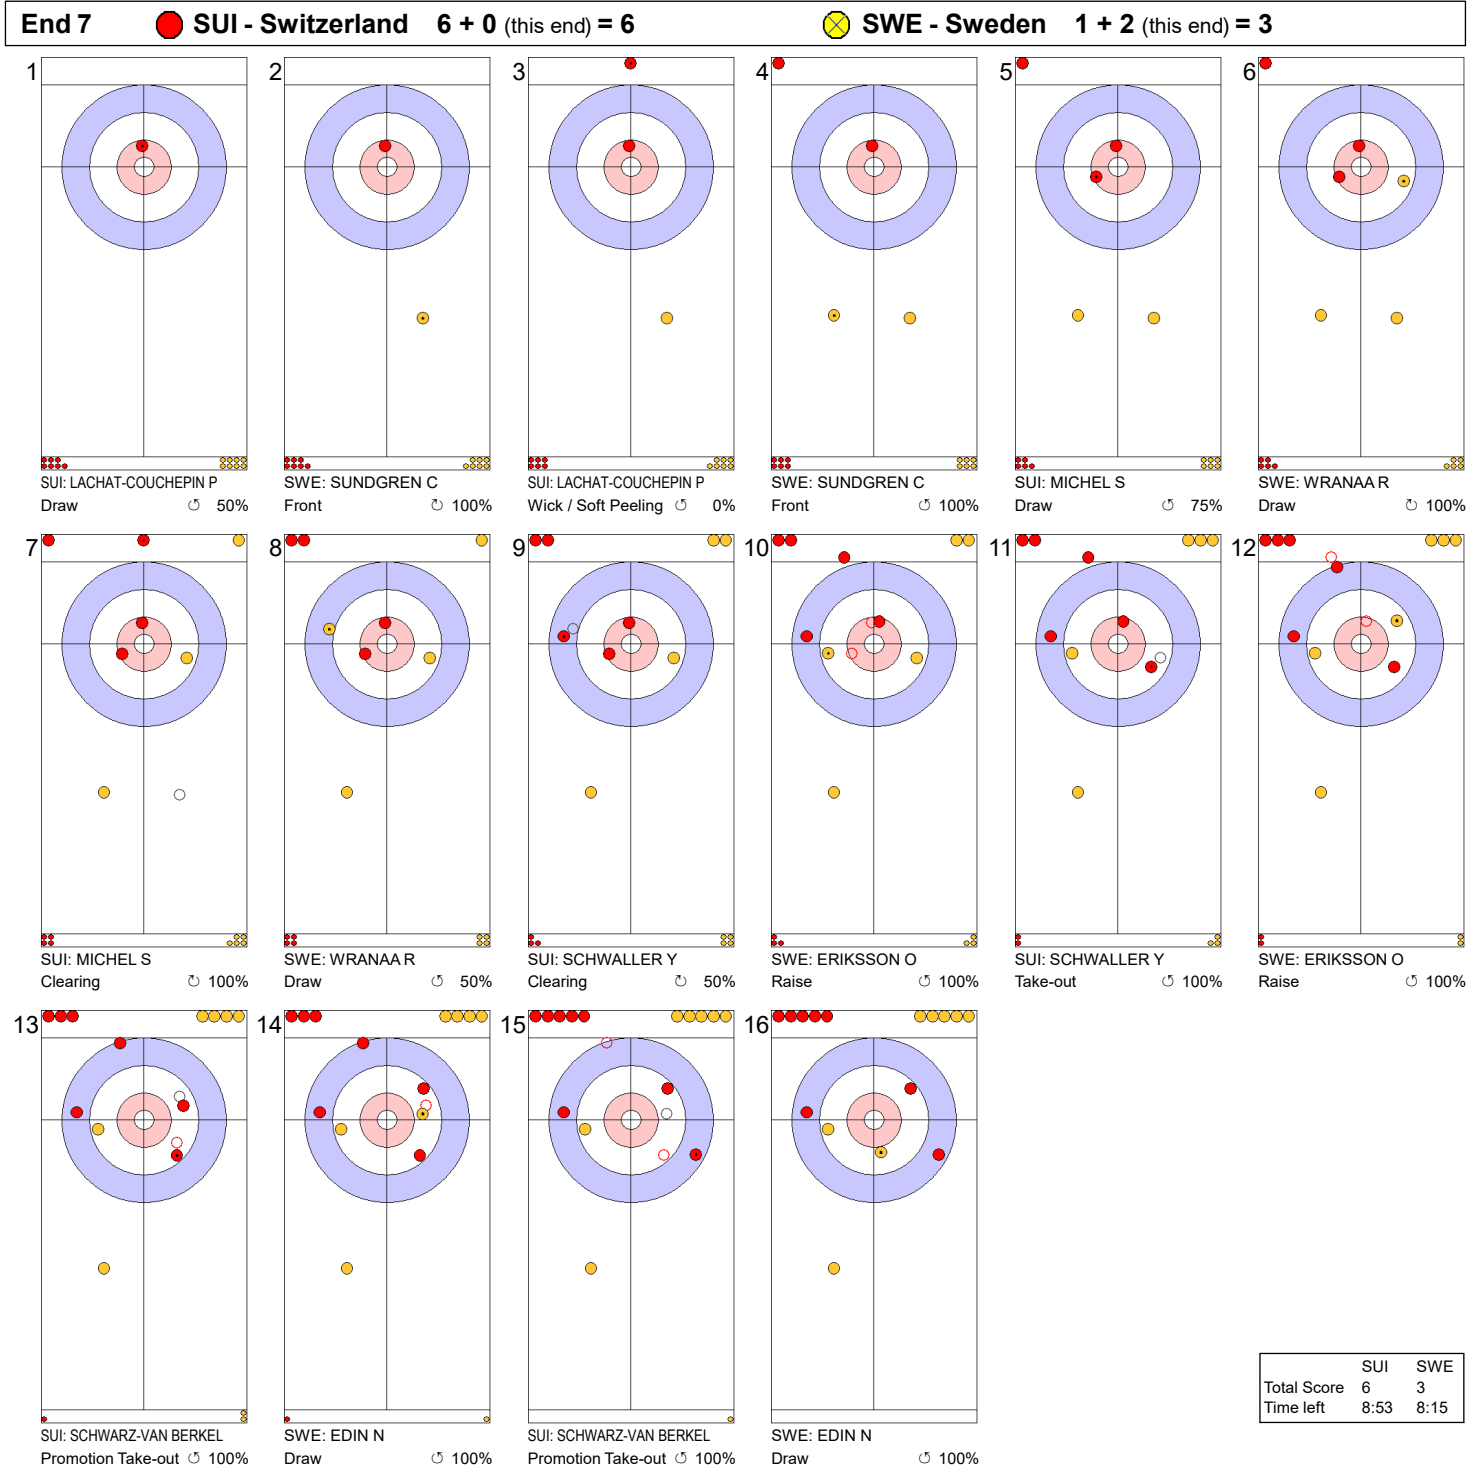 End 7 SUI - Switzerland 6 + 0 (this end) = 6 SWE - Sweden 1 + 2 (this end) = 3
1 2 3 4 5 6
SUI: LACHAT-COUCHEPIN P SWE: SUNDGREN C SUI: LACHAT-COUCHEPIN P SWE: SUNDGREN C SUI: MICHEL S SWE: WRANAA R
Draw ↺ 50% Front ↻ 100% Wick / Soft Peeling ↺ 0% Front ↺ 100% Draw ↺ 75% Draw ↺ 100%
7 8 9 10 11 12
SUI: MICHEL S SWE: WRANAA R SUI: SCHWALLER Y SWE: ERIKSSON O SUI: SCHWALLER Y SWE: ERIKSSON O
Clearing ↻ 100% Draw ↺ 50% Clearing ↻ 50% Raise ↺ 100% Take-out ↻ 100% Raise ↺ 100%
13 14 15 16
SUI: SCHWARZ-VAN BERKEL SWE: EDIN N SUI: SCHWARZ-VAN BERKEL SWE: EDIN N
Promotion Take-out ↺ 100% Draw ↺ 100% Promotion Take-out ↺ 100% Draw ↺ 100%
SUI SWE
Total Score 6 3
Time left 8:53 8:15